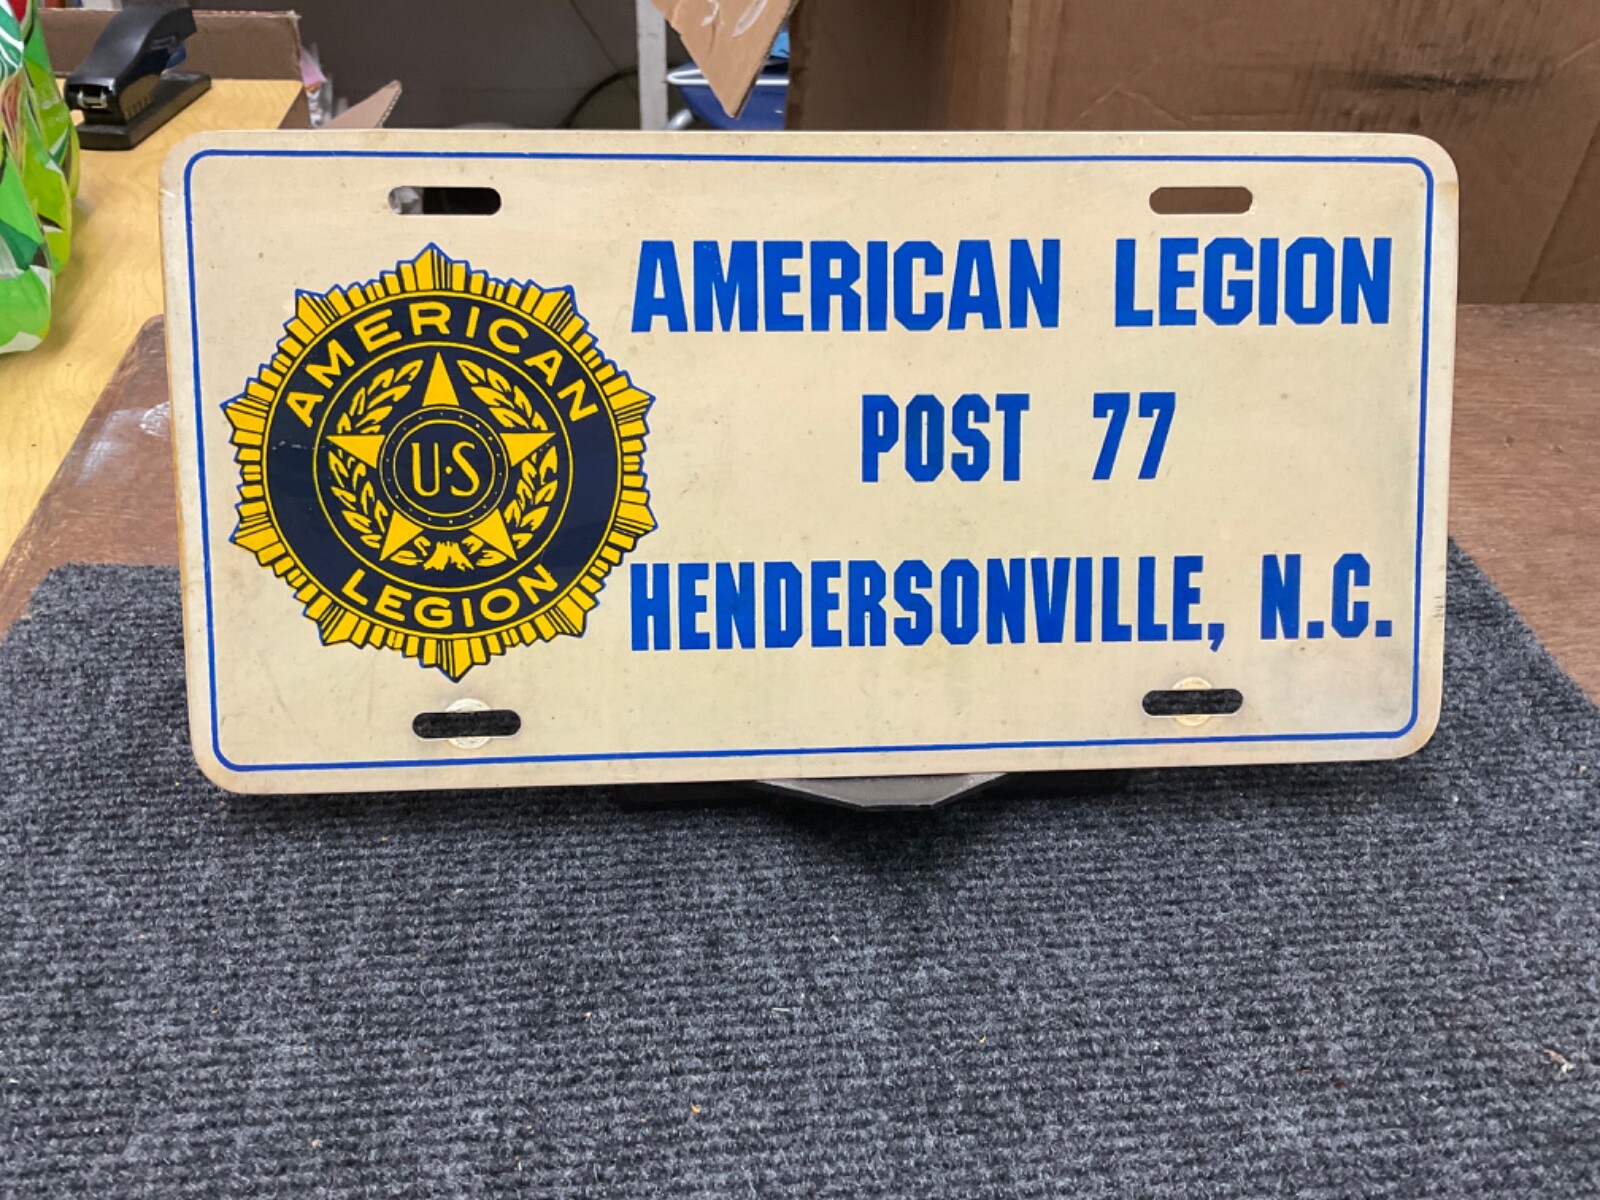 AMERICAN LEGION
POST 77
HENDERSONVILLE, N.C.
AMERICAN
U·S
LEGION